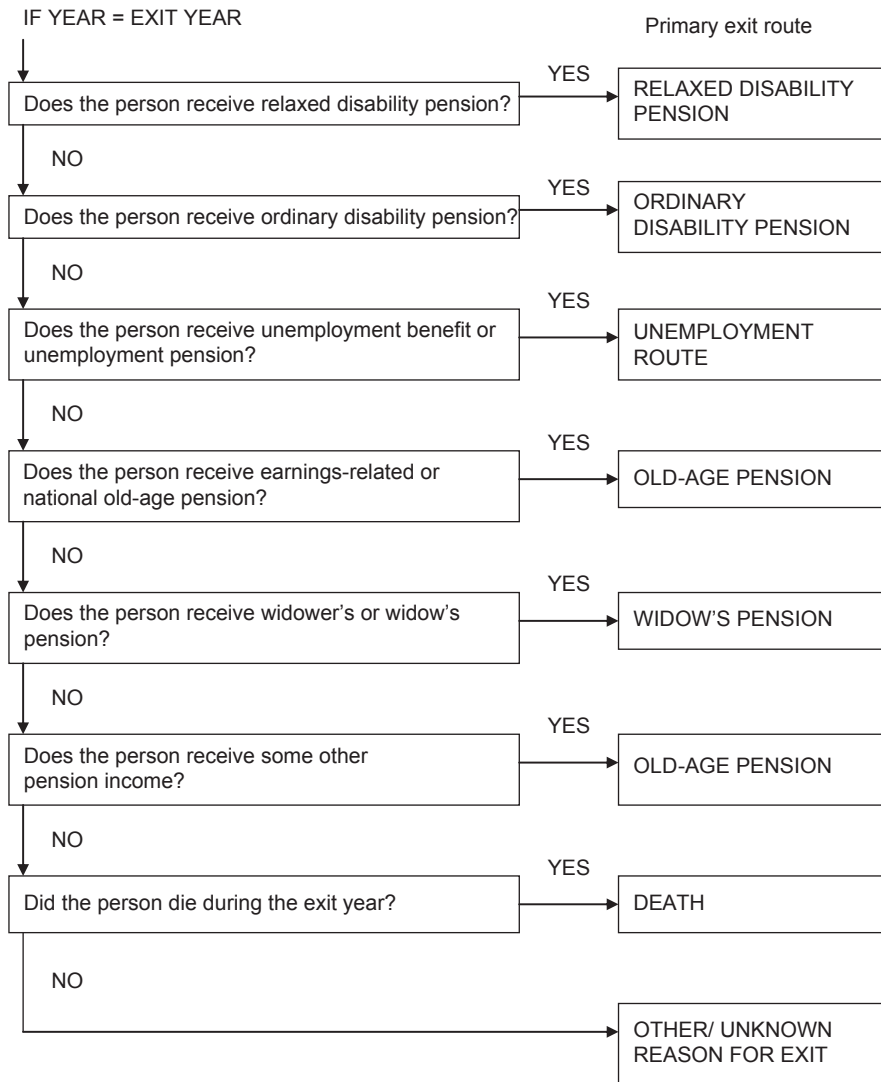 IF YEAR = EXIT YEAR
Primary exit route
Does the person receive relaxed disability pension?
YES
RELAXED DISABILITY
PENSION
NO
Does the person receive ordinary disability pension?
YES
ORDINARY
DISABILITY PENSION
NO
Does the person receive unemployment benefit or
unemployment pension?
YES
UNEMPLOYMENT
ROUTE
NO
Does the person receive earnings-related or
national old-age pension?
YES
OLD-AGE PENSION
NO
Does the person receive widower's or widow's
pension?
YES
WIDOW'S PENSION
NO
Does the person receive some other
pension income?
YES
OLD-AGE PENSION
NO
Did the person die during the exit year?
YES
DEATH
NO
OTHER/ UNKNOWN
REASON FOR EXIT